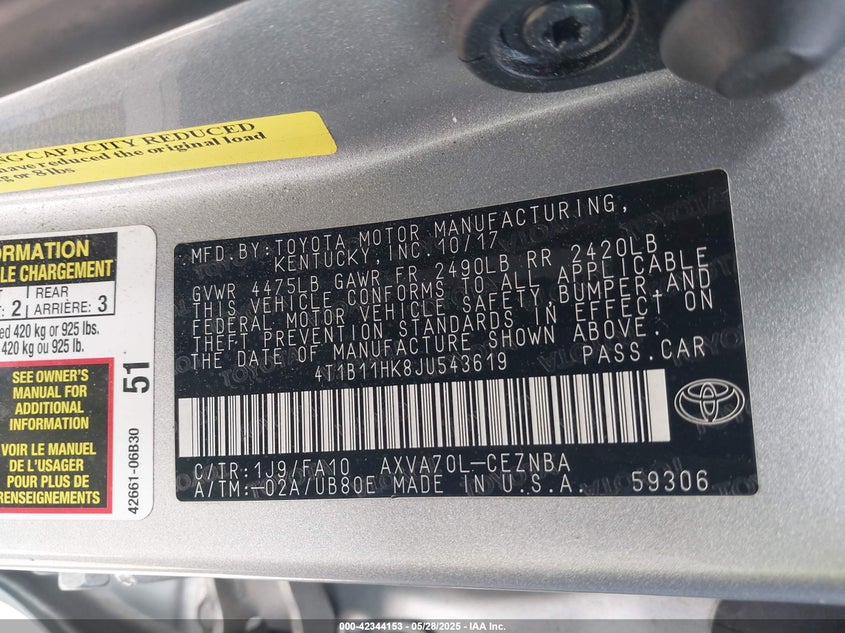 NG CAPACITY REDUCED
have reduced the original load
g or 8 lbs
ORMATION
LE CHARGEMENT
2 REAR ARRIÈRE: 3
ed 420 kg or 925 lbs.
420 kg ou 925 lb.
SEE OWNER'S
MANUAL FOR
ADDITIONAL
INFORMATION
VOIR LE MANUEL
DE L'USAGER
POUR PLUS DE
RENSEIGNEMENTS
51
42661-06B30
MFD.BY:TOYOTA MOTOR MANUFACTURING,
KENTUCKY, INC. 10/17
GVWR 4475LB GAWR FR 2490LB RR 2420LB
THIS VEHICLE CONFORMS TO ALL APPLICABLE
FEDERAL MOTOR VEHICLE SAFETY,BUMPER,AND
THEFT PREVENTION STANDARDS IN EFFECT ON
THE DATE OF MANUFACTURE SHOWN ABOVE.
4T1B11HK8JU543619 PASS.CAR
C/TR:1J9/FA10 AXVA70L-CEZNBA
A/TM:-02A/UB80E MADE IN U.S.A. 59306
000-42344153 — 05/28/2025 — IAA Inc.